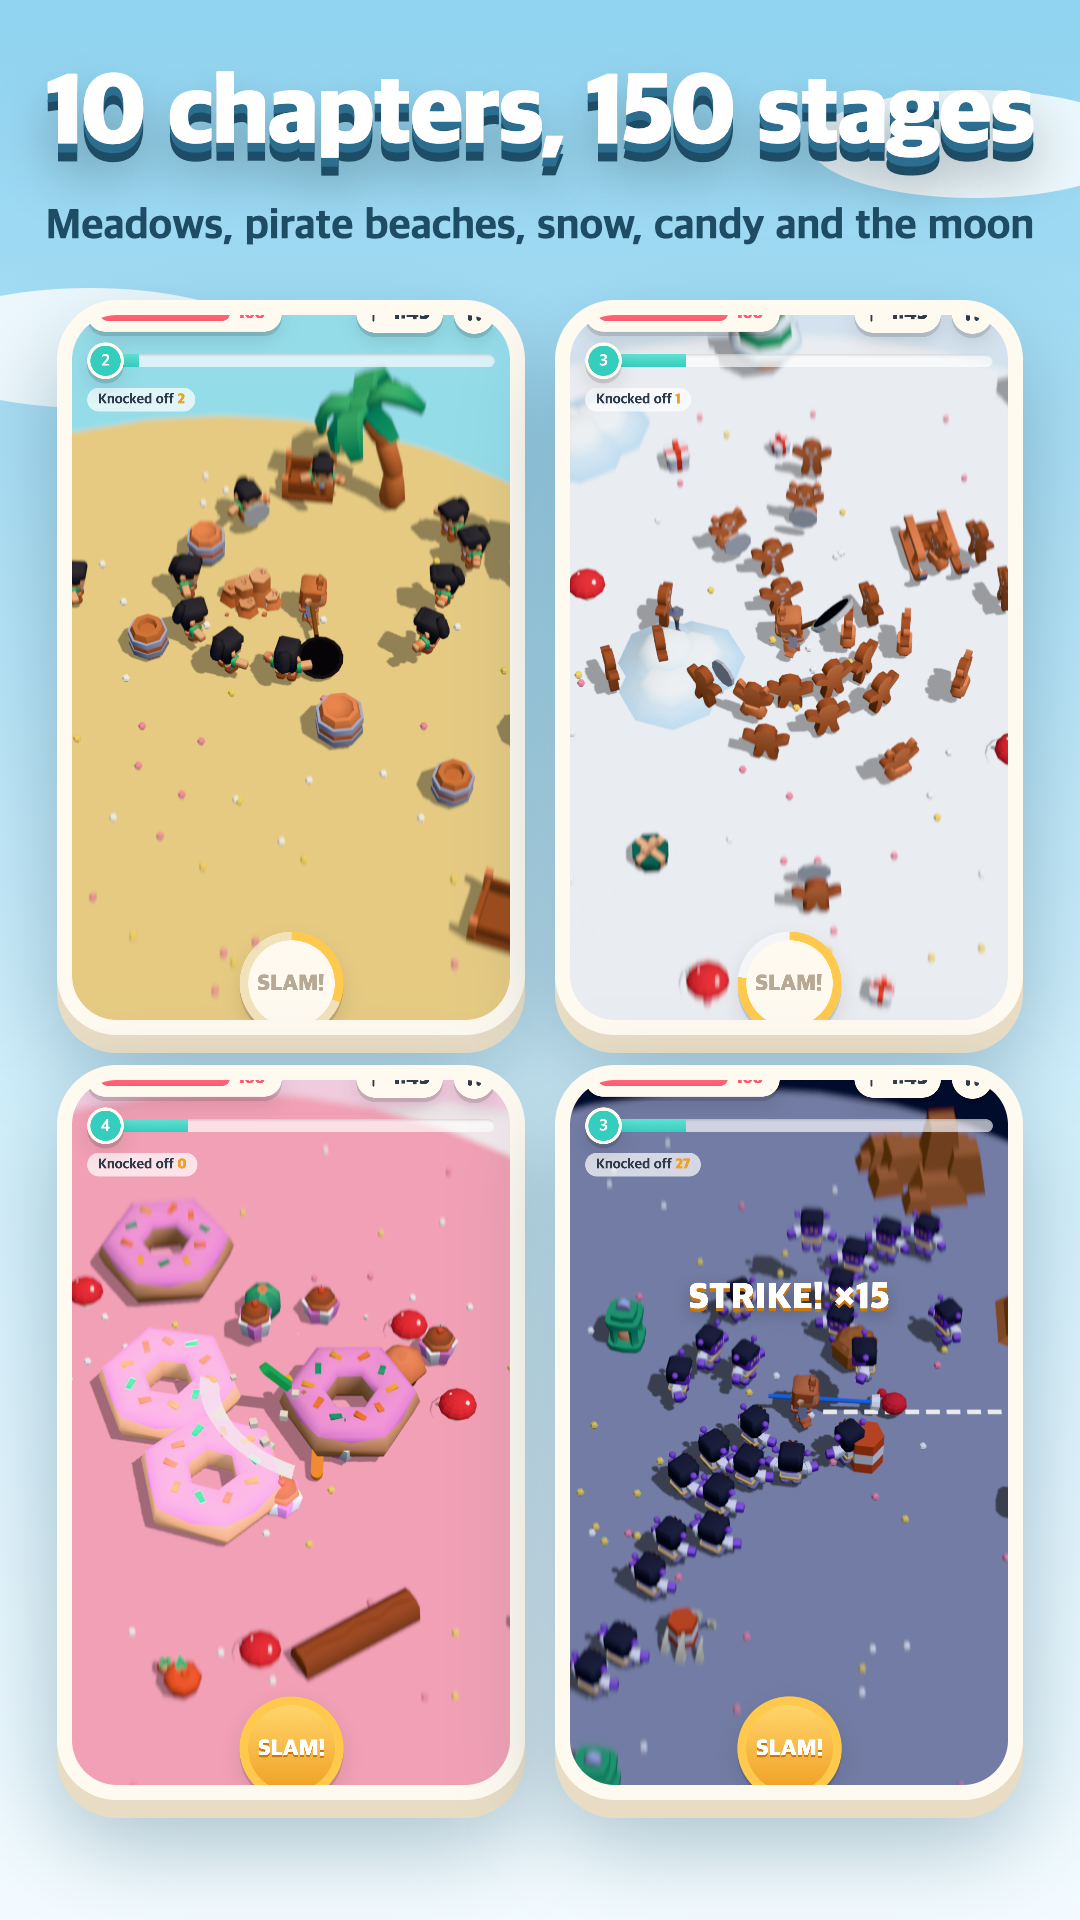 10 chapters, 150 stages
Meadows, pirate beaches, snow, candy and the moon
2
Knocked off 2
SLAM!
3
Knocked off 1
SLAM!
4
Knocked off 0
SLAM!
3
Knocked off 27
STRIKE! ×15
SLAM!